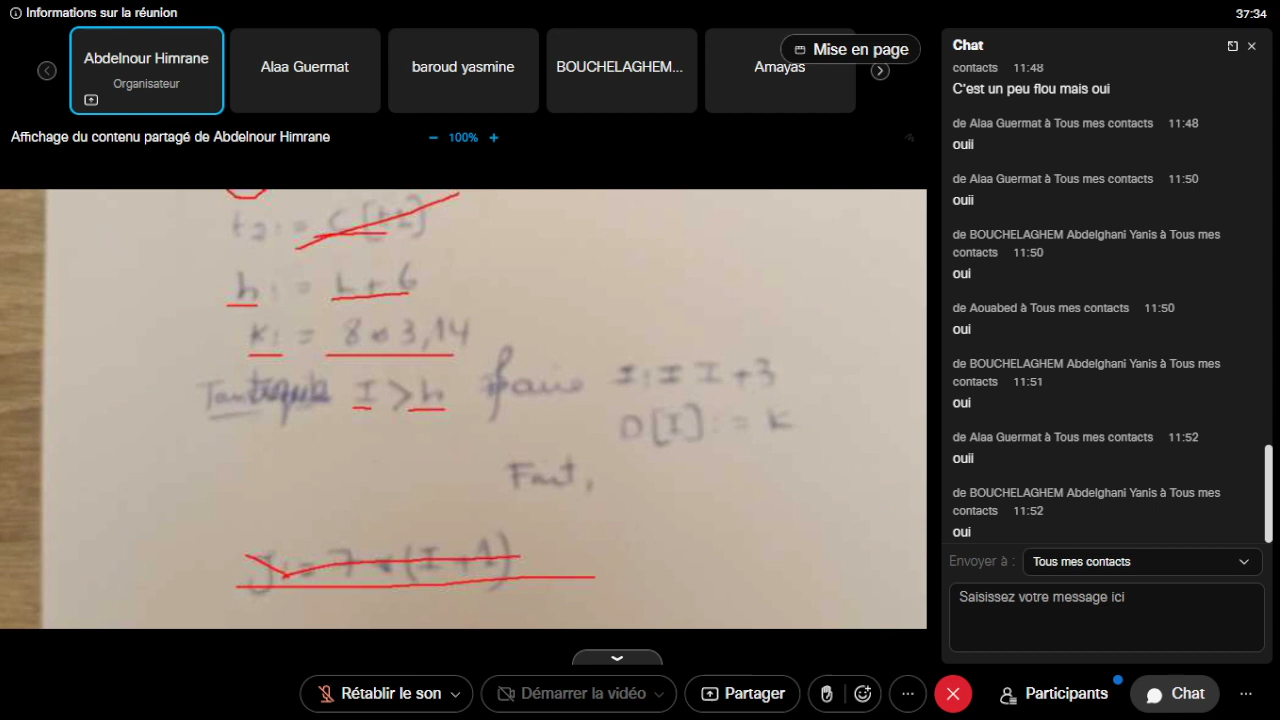 Informations sur la réunion
37:34
Abdelnour Himrane
Organisateur
Alaa Guermat
baroud yasmine
BOUCHELAGHEM...
Amayas
Mise en page
Affichage du contenu partagé de Abdelnour Himrane
100%
t2 := C[t1]
h := h + 6
K := 8 * 3,14
Tantque I > h faire I := I + 3
D[I] := K
Fait,
J := 7 * (I + 1)
Chat
contacts 11:48
C'est un peu flou mais oui
de Alaa Guermat à Tous mes contacts 11:48
ouii
de Alaa Guermat à Tous mes contacts 11:50
ouii
de BOUCHELAGHEM Abdelghani Yanis à Tous mes
contacts 11:50
oui
de Aouabed à Tous mes contacts 11:50
oui
de BOUCHELAGHEM Abdelghani Yanis à Tous mes
contacts 11:51
oui
de Alaa Guermat à Tous mes contacts 11:52
ouii
de BOUCHELAGHEM Abdelghani Yanis à Tous mes
contacts 11:52
oui
Envoyer à : Tous mes contacts
Saisissez votre message ici
Rétablir le son
Démarrer la vidéo
Partager
Participants
Chat